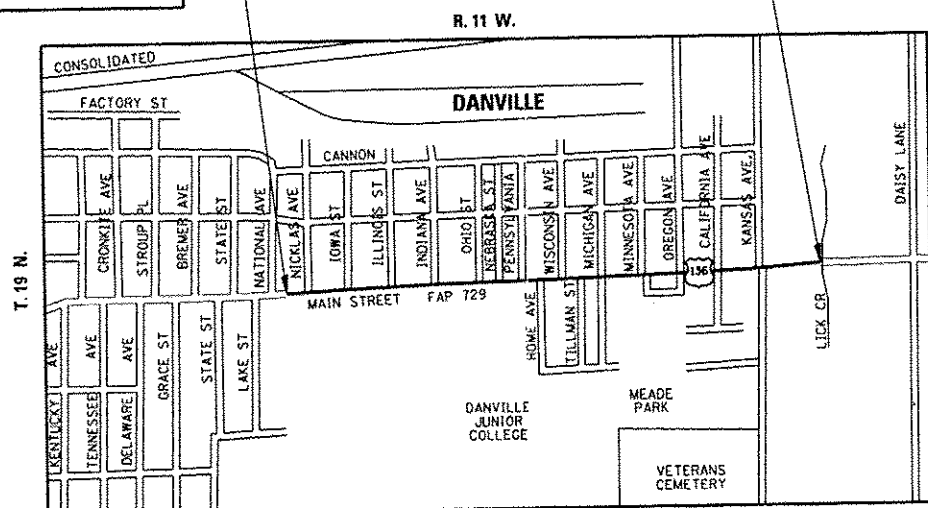 R. 11 W.
T. 19 N.
CONSOLIDATED
FACTORY ST
DANVILLE
CANNON
CRONKITE AVE
STROUP PL
BREMER AVE
STATE ST
NATIONAL AVE
NICKLAS AVE
IOWA ST
ILLINOIS ST
INDIANA AVE
OHIO ST
NEBRASKA ST
PENNSYLVANIA
WISCONSIN AVE
MICHIGAN AVE
MINNESOTA AVE
OREGON AVE
CALIFORNIA AVE
KANSAS AVE.
DAISY LANE
136
MAIN STREET FAP 729
LICK CR
KENTUCKY AVE
TENNESSEE AVE
DELAWARE AVE
GRACE ST
STATE ST
LAKE ST
HOME AVE
TILLMAN ST
DANVILLE
JUNIOR
COLLEGE
MEADE
PARK
VETERANS
CEMETERY